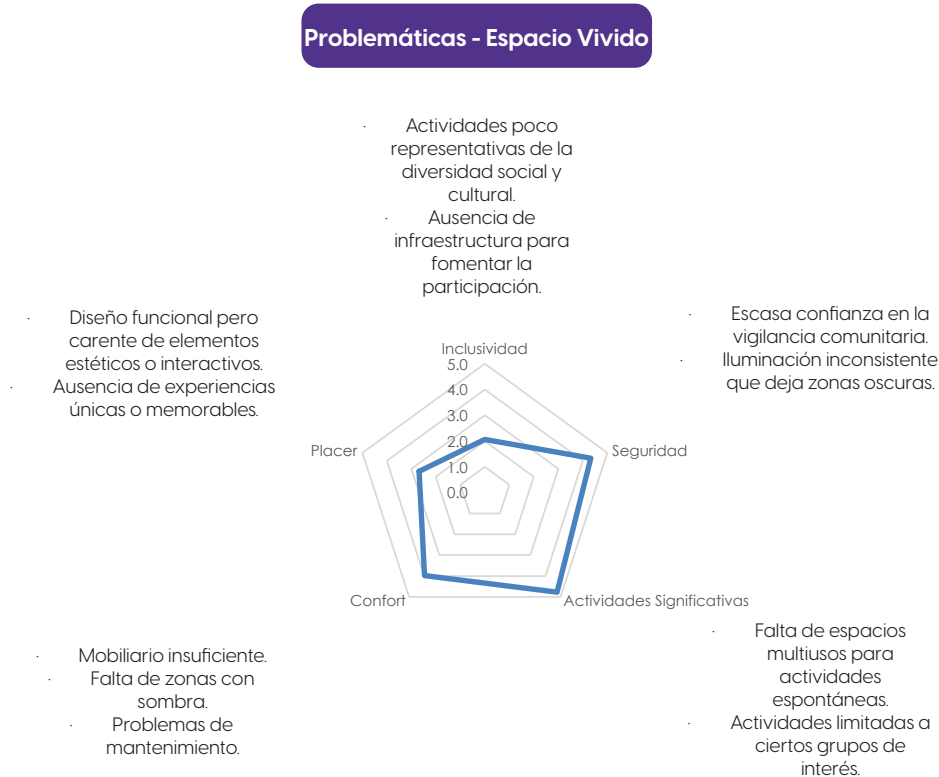 Problemáticas - Espacio Vivido
· Actividades poco
representativas de la
diversidad social y
cultural.
· Ausencia de
infraestructura para
fomentar la
participación.
· Diseño funcional pero
carente de elementos
estéticos o interactivos.
· Ausencia de experiencias
únicas o memorables.
· Escasa confianza en la
vigilancia comunitaria.
· Iluminación inconsistente
que deja zonas oscuras.
Inclusividad
5.0
4.0
3.0
2.0
1.0
0.0
Placer
Seguridad
Confort
Actividades Significativas
· Mobiliario insuficiente.
· Falta de zonas con
sombra.
· Problemas de
mantenimiento.
· Falta de espacios
multiusos para
actividades
espontáneas.
· Actividades limitadas a
ciertos grupos de
interés.